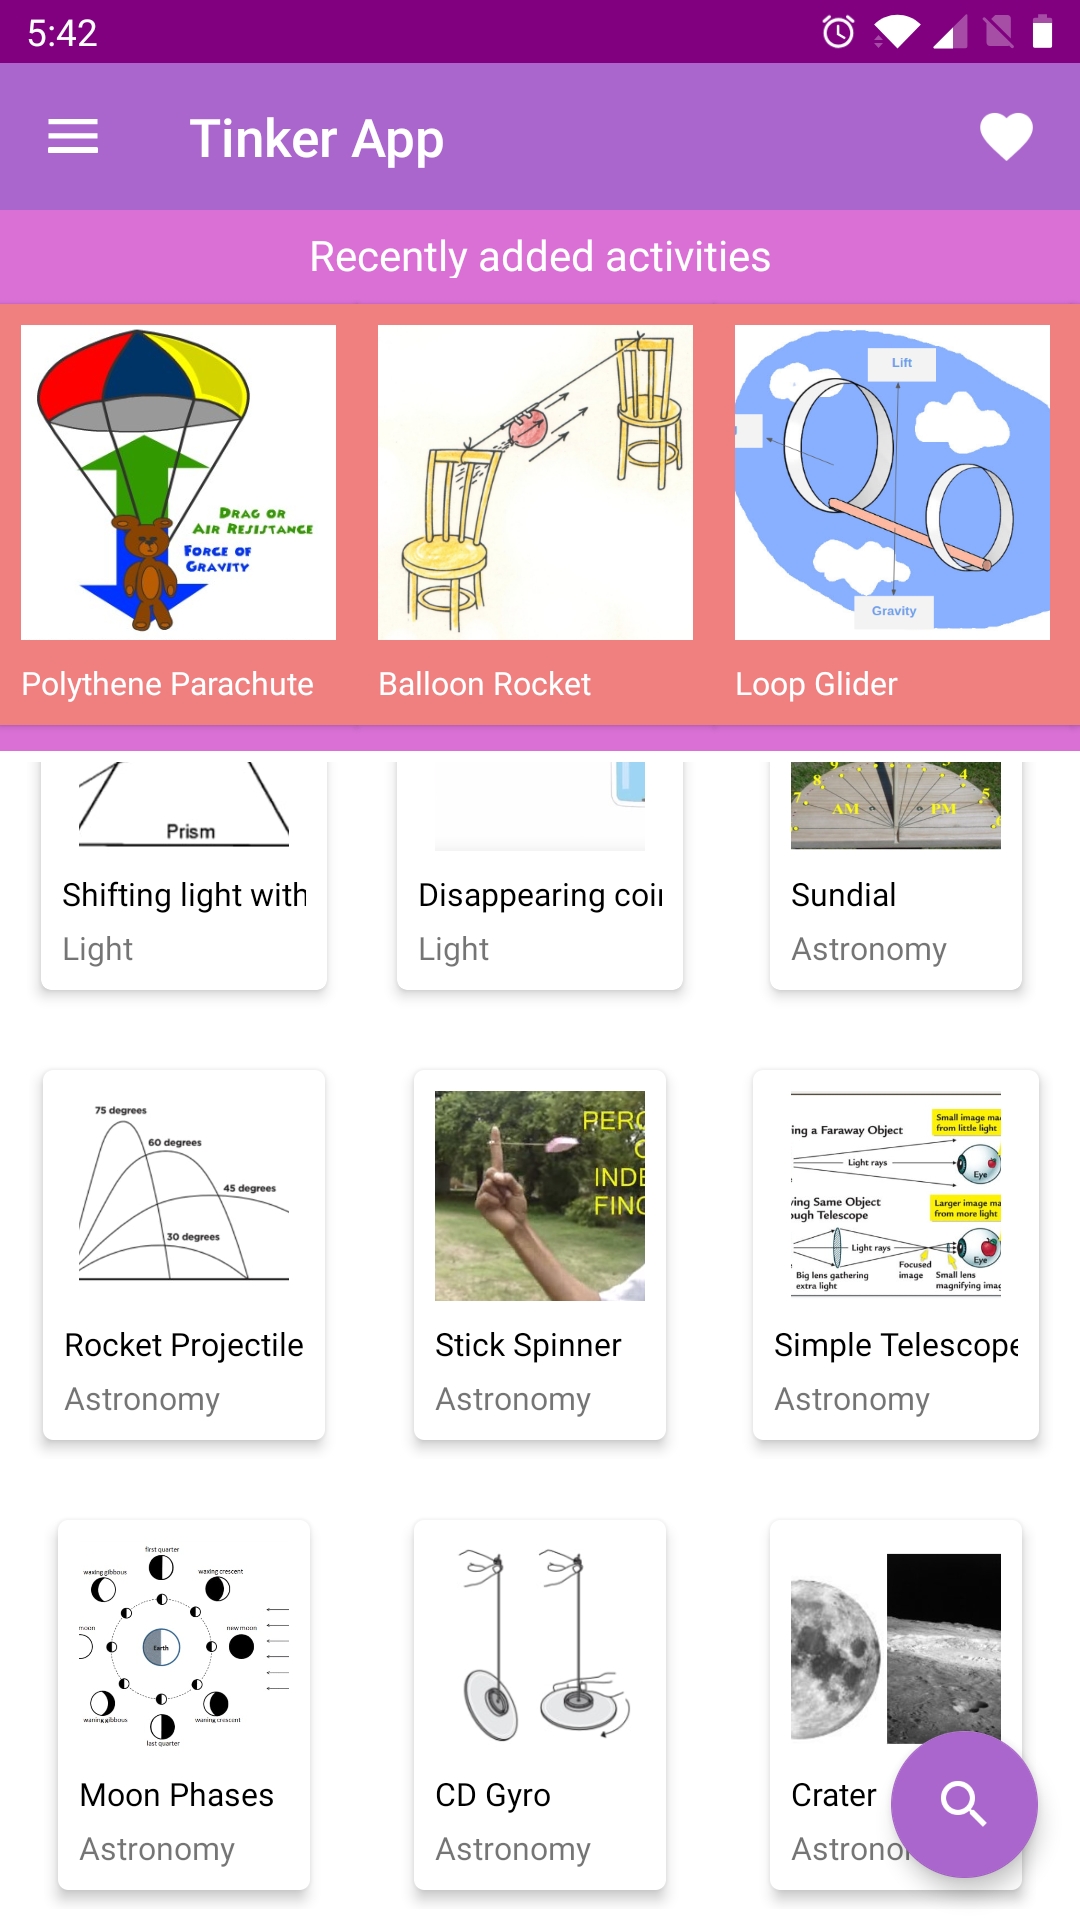 5:42
Tinker App
Recently added activities
DRAG OR
AIR RESISTANCE
FORCE OF
GRAVITY
Lift
Gravity
Polythene Parachute
Balloon Rocket
Loop Glider
Prism
8
7
4
5
AM
PM
Shifting light with
Disappearing coin
Sundial
Light
Light
Astronomy
75 degrees
60 degrees
45 degrees
30 degrees
PERC
INDE
FING
Small image ma
from little light
ing a Faraway Object
Light rays
Eye
ving Same Object
ough Telescope
Larger image ma
from more light
Light rays
Eye
Focused
image
Big lens gathering
extra light
Small lens
magnifying imag
Rocket Projectile
Stick Spinner
Simple Telescope
Astronomy
Astronomy
Astronomy
first quarter
waxing gibbous
waxing crescent
moon
new moon
Earth
waning gibbous
waning crescent
last quarter
Moon Phases
CD Gyro
Crater
Astronomy
Astronomy
Astrono